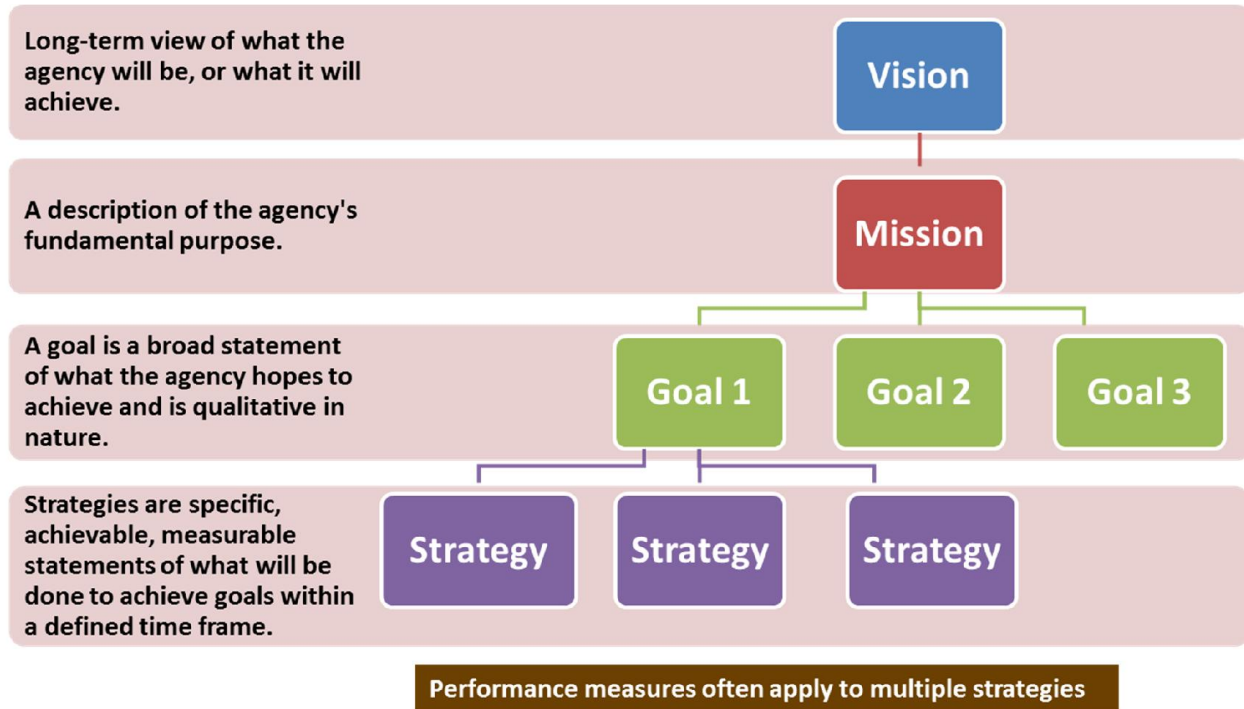 Long-term view of what the
agency will be, or what it will
achieve.
Vision
A description of the agency's
fundamental purpose.
Mission
A goal is a broad statement
of what the agency hopes to
achieve and is qualitative in
nature.
Goal 1
Goal 2
Goal 3
Strategies are specific,
achievable, measurable
statements of what will be
done to achieve goals within
a defined time frame.
Strategy
Strategy
Strategy
Performance measures often apply to multiple strategies